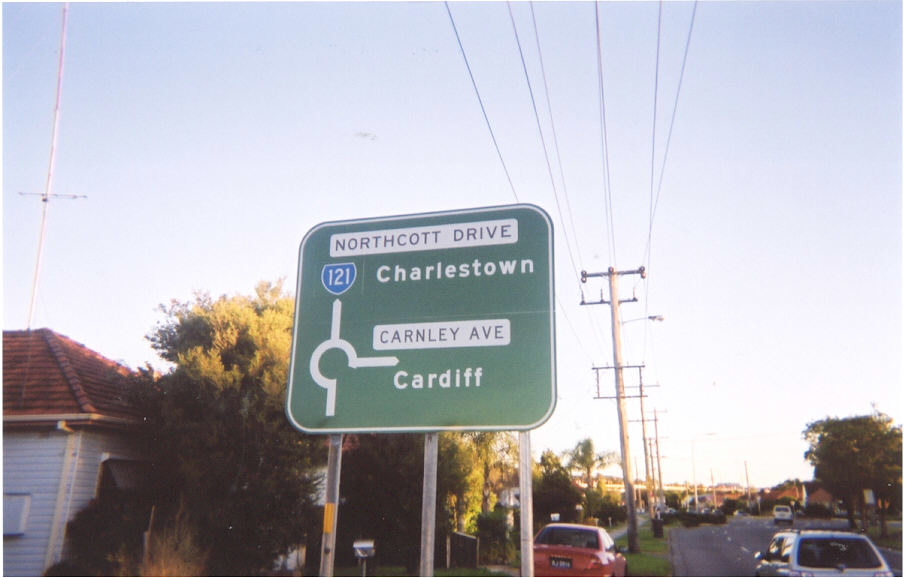 NORTHCOTT DRIVE
121
Charlestown
CARNLEY AVE
Cardiff